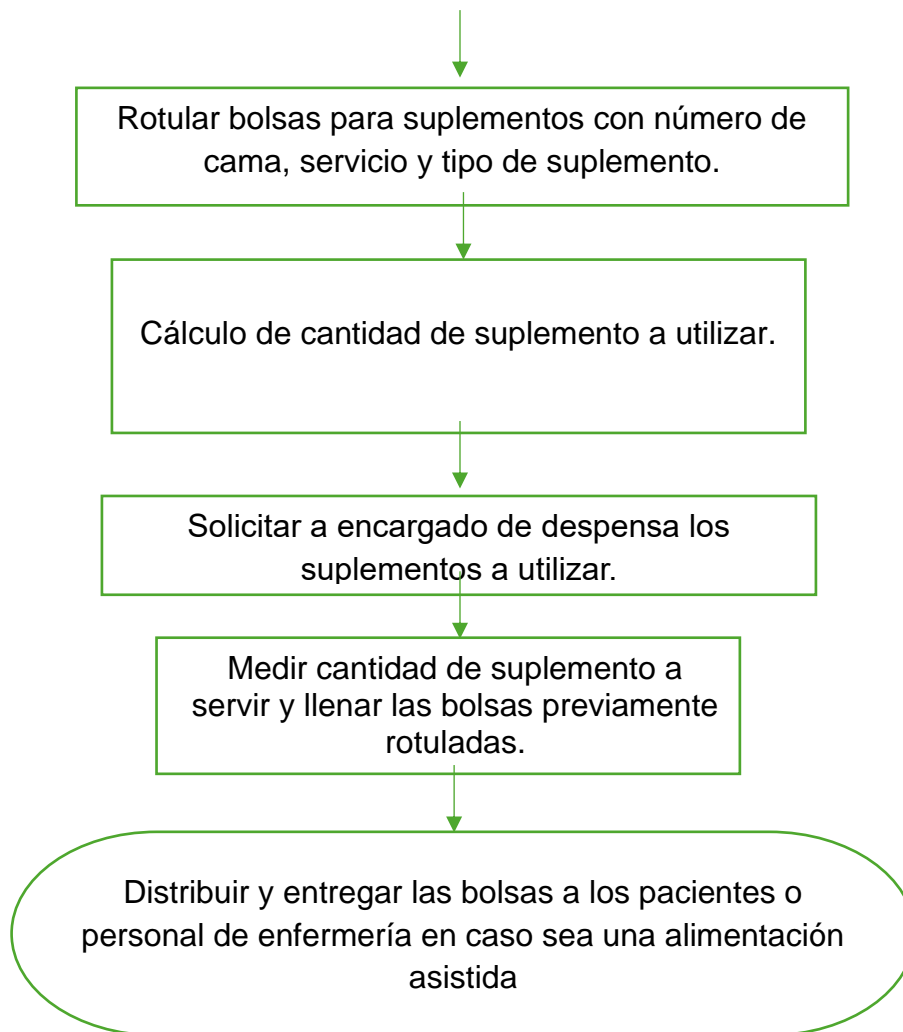 Rotular bolsas para suplementos con número de
cama, servicio y tipo de suplemento.
Cálculo de cantidad de suplemento a utilizar.
Solicitar a encargado de despensa los
suplementos a utilizar.
Medir cantidad de suplemento a
servir y llenar las bolsas previamente
rotuladas.
Distribuir y entregar las bolsas a los pacientes o
personal de enfermería en caso sea una alimentación
asistida